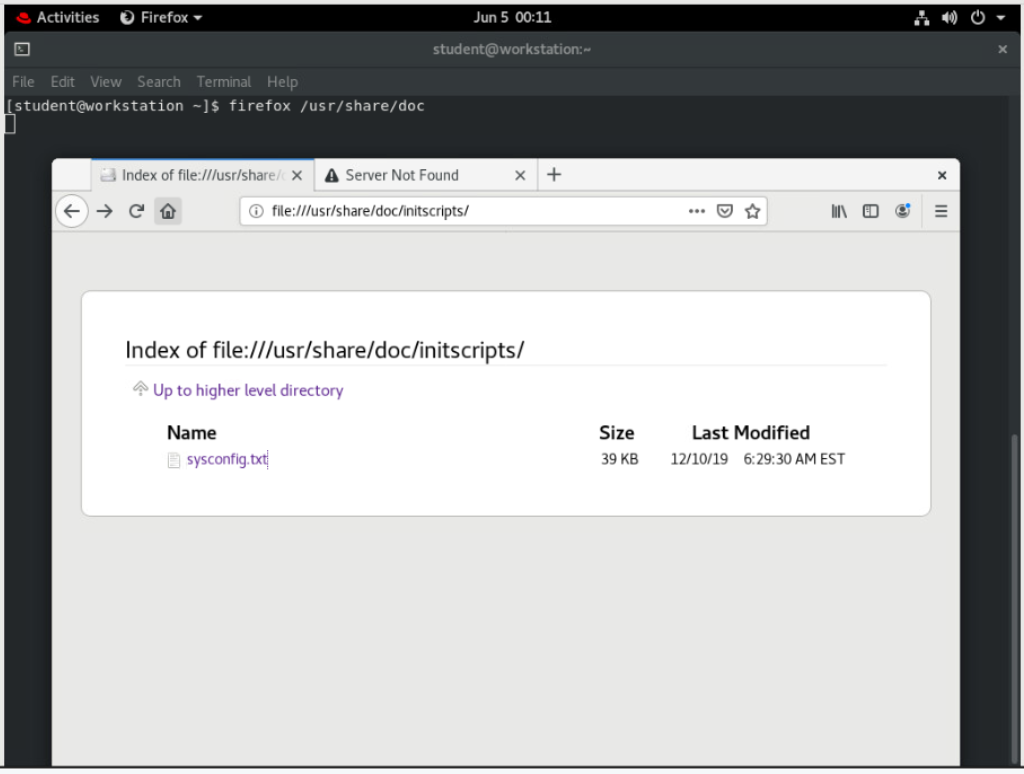 Activities Firefox Jun 5 00:11
student@workstation:~
File Edit View Search Terminal Help
[student@workstation ~]$ firefox /usr/share/doc
Index of file:///usr/share/d Server Not Found
file:///usr/share/doc/initscripts/
Index of file:///usr/share/doc/initscripts/
Up to higher level directory
Name Size Last Modified
sysconfig.txt 39 KB 12/10/19 6:29:30 AM EST